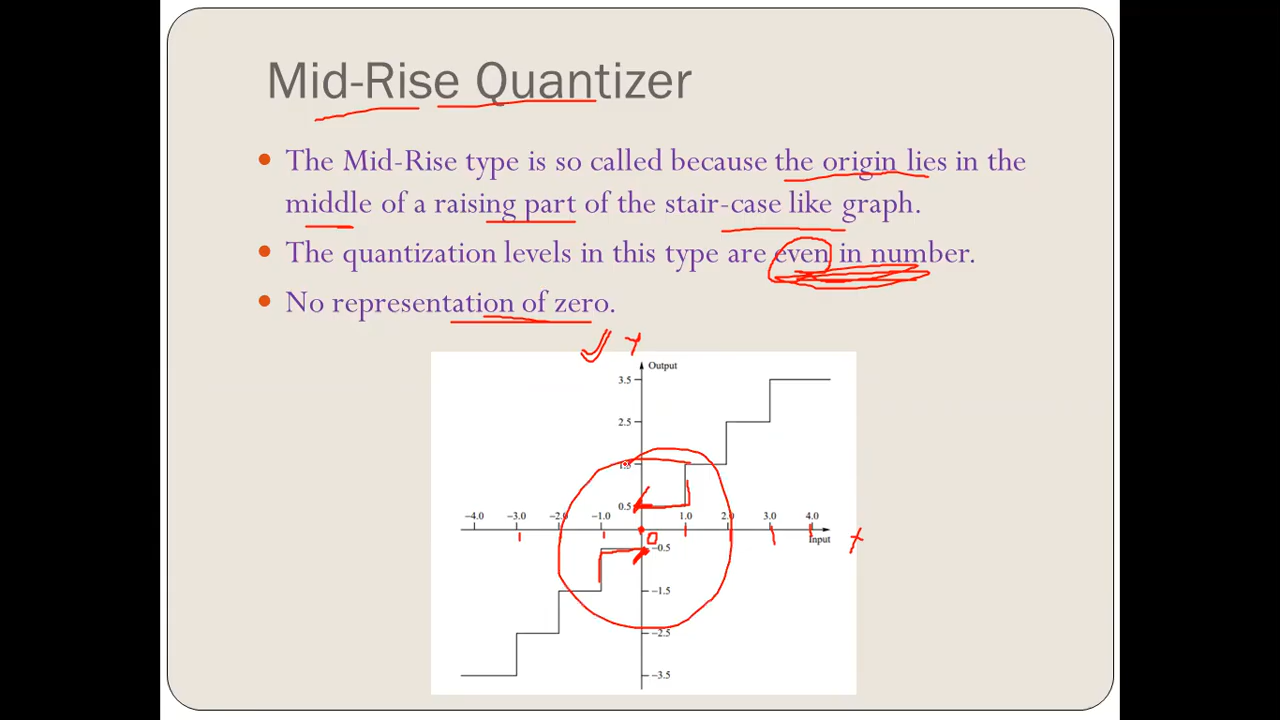 Mid-Rise Quantizer
The Mid-Rise type is so called because the origin lies in the
middle of a raising part of the stair-case like graph.
The quantization levels in this type are even in number.
No representation of zero.
Y
Output
3.5
2.5
1.5
0.5
-4.0 -3.0 -2.0 -1.0 1.0 2.0 3.0 4.0
0
Input
-0.5
-1.5
-2.5
-3.5